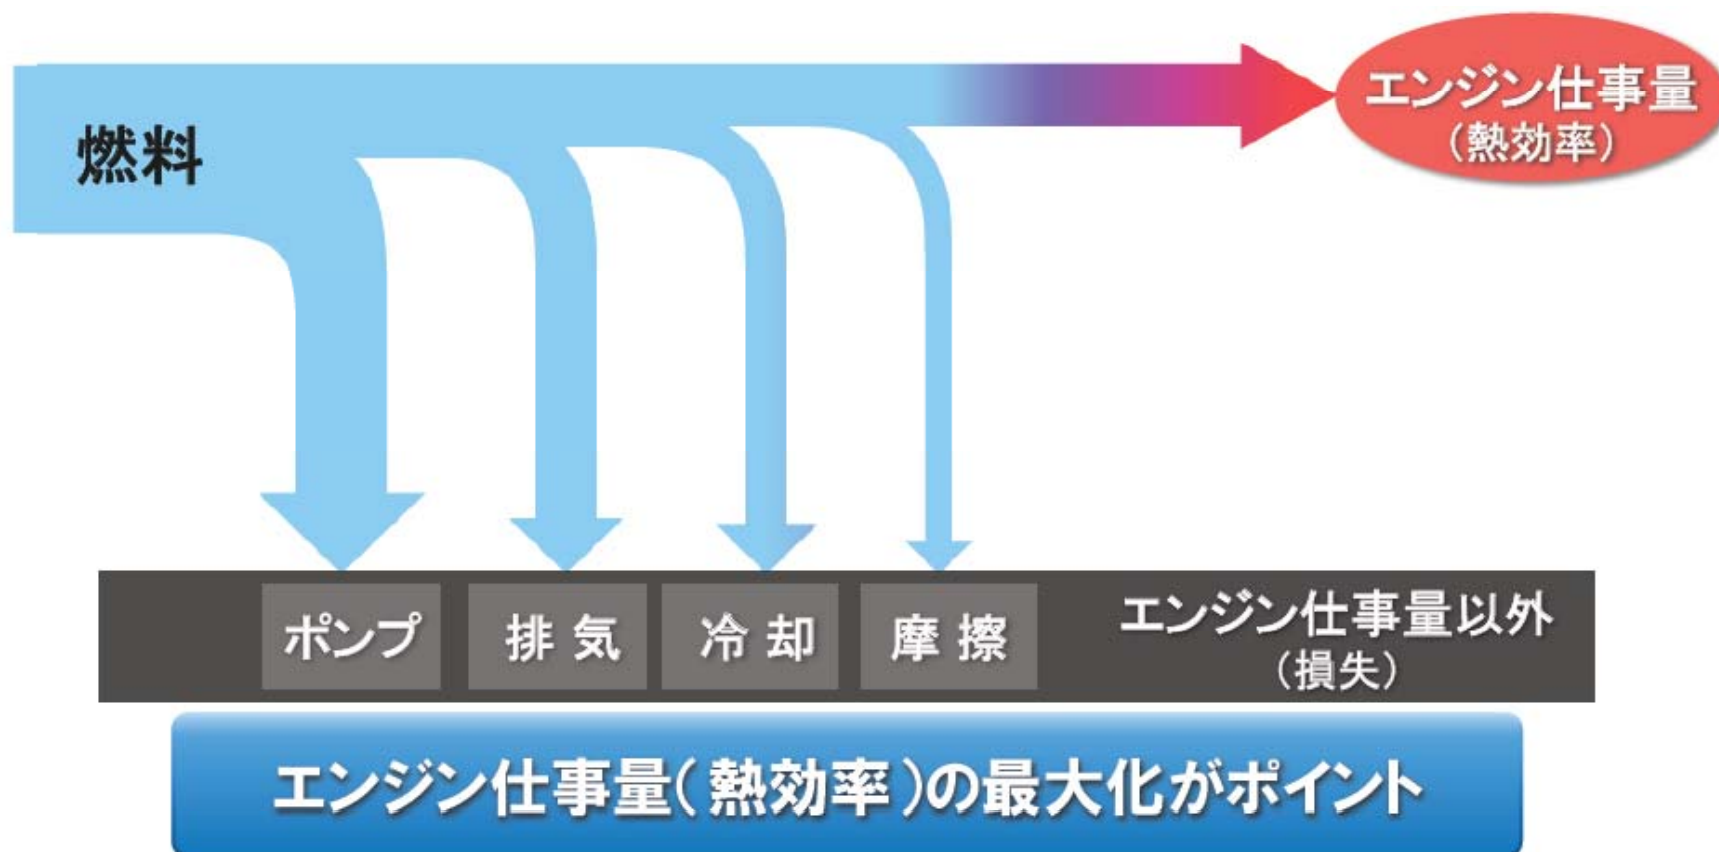 燃料
エンジン仕事量
（熱効率）
ポンプ
排気
冷却
摩擦
エンジン仕事量以外
（損失）
エンジン仕事量（熱効率）の最大化がポイント